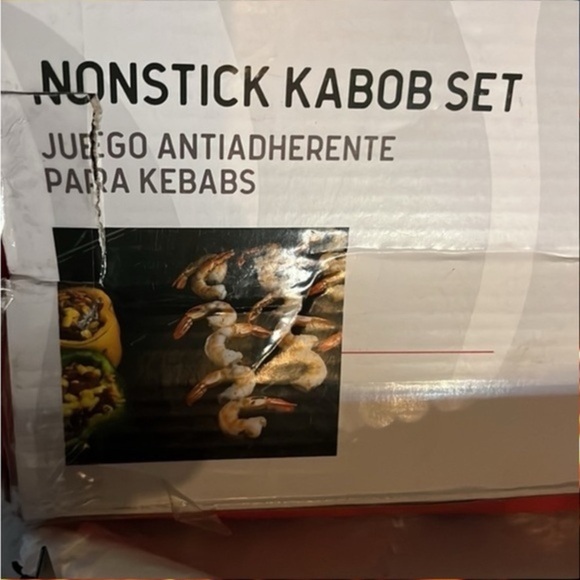 NONSTICK KABOB SET
JUEGO ANTIADHERENTE
PARA KEBABS